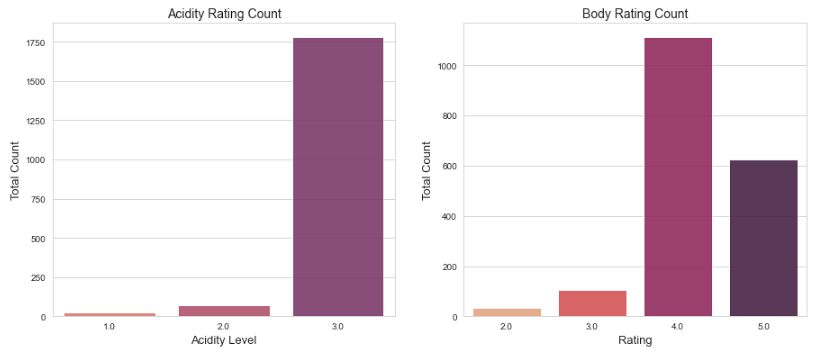 Acidity Rating Count
Total Count
1750
1500
1250
1000
750
500
250
0
1.0 2.0 3.0
Acidity Level
Body Rating Count
Total Count
1000
800
600
400
200
0
2.0 3.0 4.0 5.0
Rating